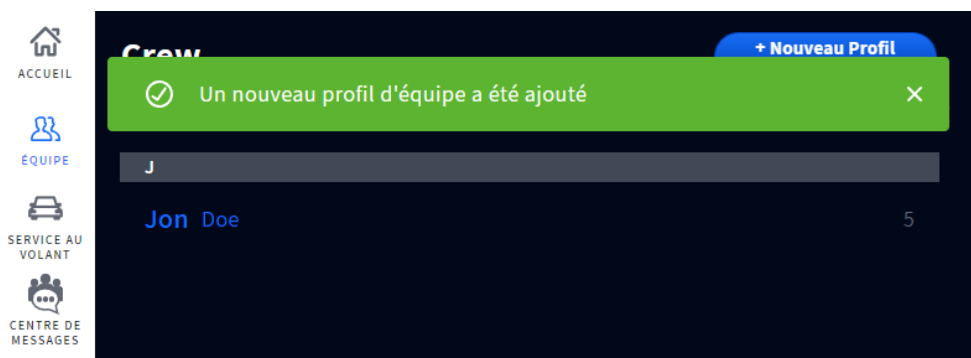 ACCUEIL
ÉQUIPE
SERVICE AU
VOLANT
CENTRE DE
MESSAGES
Crew
+ Nouveau Profil
Un nouveau profil d'équipe a été ajouté
J
Jon Doe 5